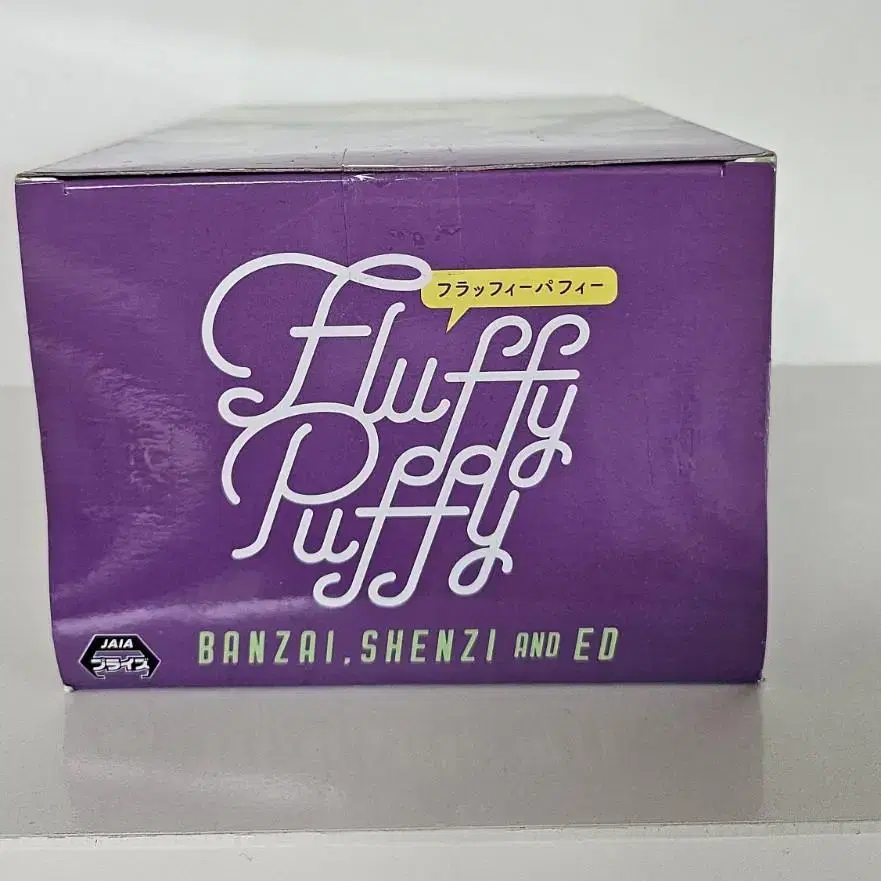 フラッフィーパフィー
Fluffy
Puffy
BANZAI, SHENZI AND ED
JAIA
プライズ